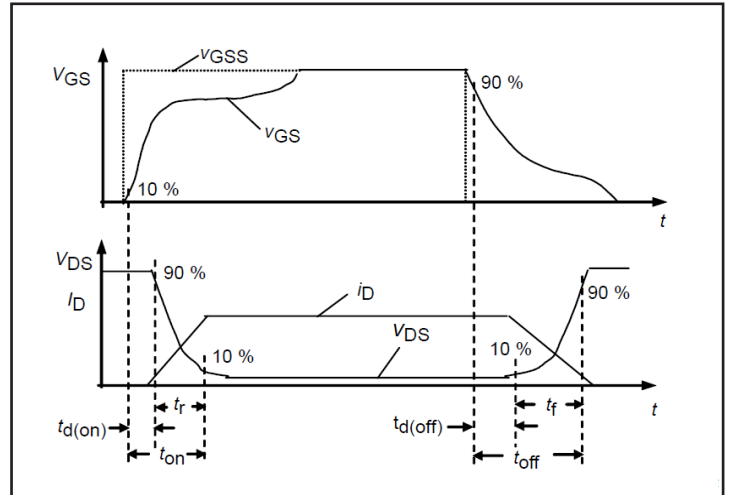 vGSS
VGS
90 %
vGS
10 %
t
VDS
90 %
ID
iD
90 %
VDS
10 %
10 %
tr
tf
t
td(on)
td(off)
ton
toff